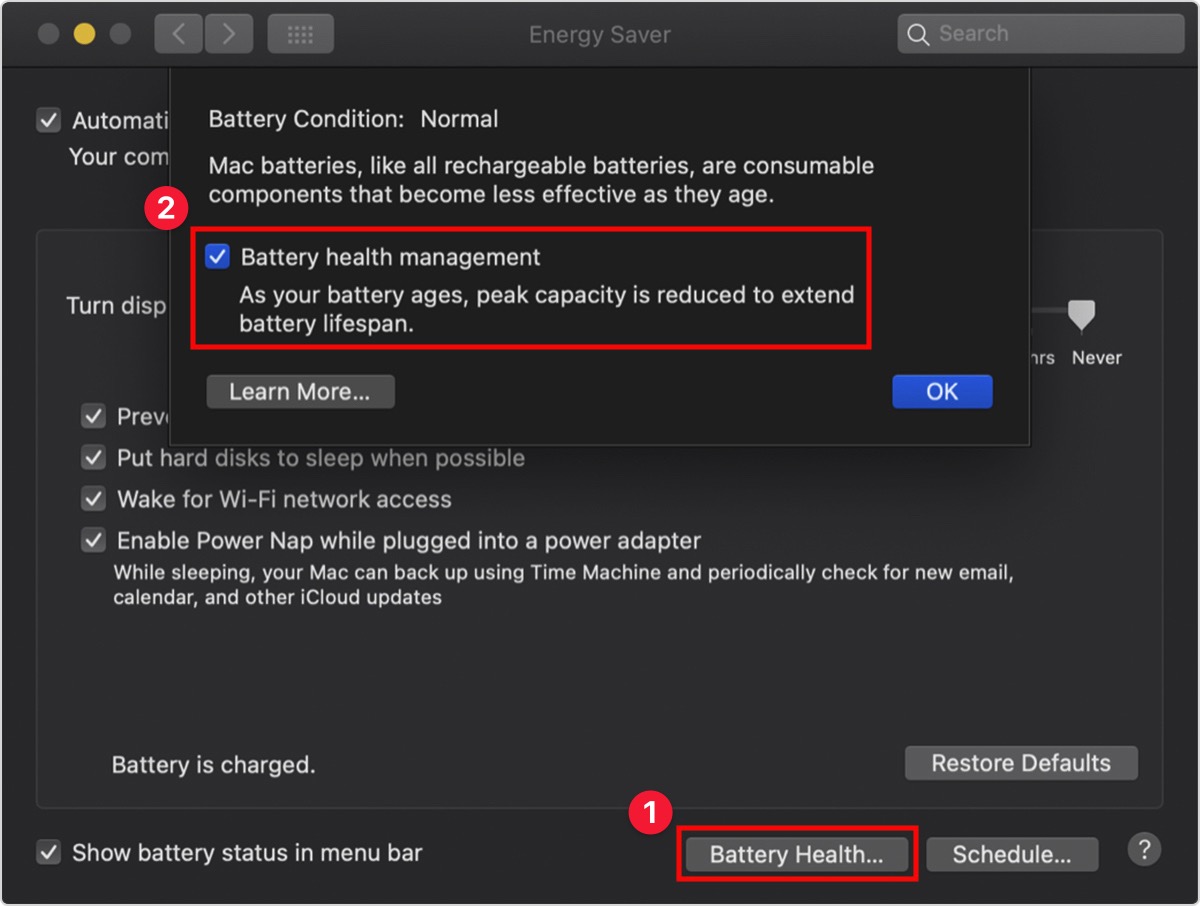 Energy Saver
Search
Automati
Your com
Battery Condition: Normal
Mac batteries, like all rechargeable batteries, are consumable
components that become less effective as they age.
2
Battery health management
As your battery ages, peak capacity is reduced to extend
battery lifespan.
Turn disp
hrs Never
Learn More...
OK
Prev
Put hard disks to sleep when possible
Wake for Wi-Fi network access
Enable Power Nap while plugged into a power adapter
While sleeping, your Mac can back up using Time Machine and periodically check for new email,
calendar, and other iCloud updates
Battery is charged.
Restore Defaults
1
Show battery status in menu bar
Battery Health...
Schedule...
?